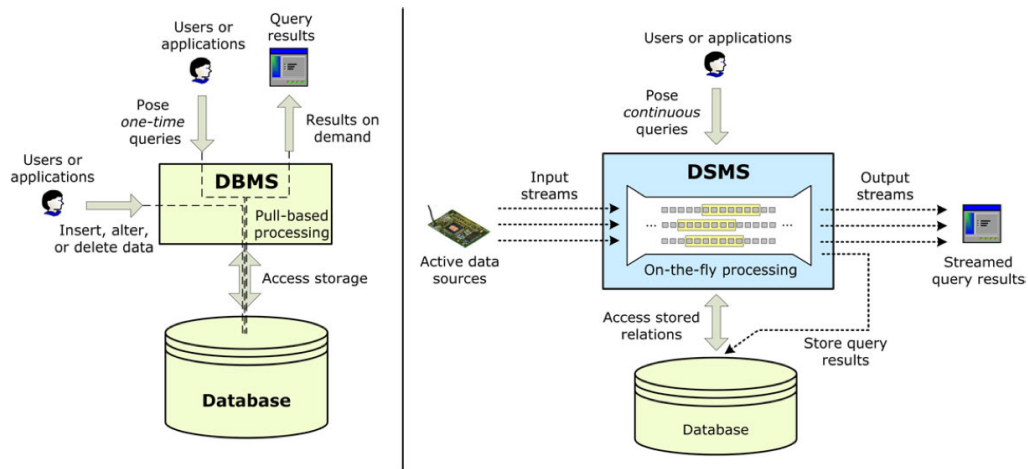 Users or
applications
Query
results
Pose
one-time
queries
Results on
demand
Users or
applications
DBMS
Pull-based
processing
Insert, alter,
or delete data
Access storage
Database
Users or applications
Pose
continuous
queries
DSMS
Input
streams
Output
streams
...
...
On-the-fly processing
Active data
sources
Streamed
query results
Access stored
relations
Store query
results
Database